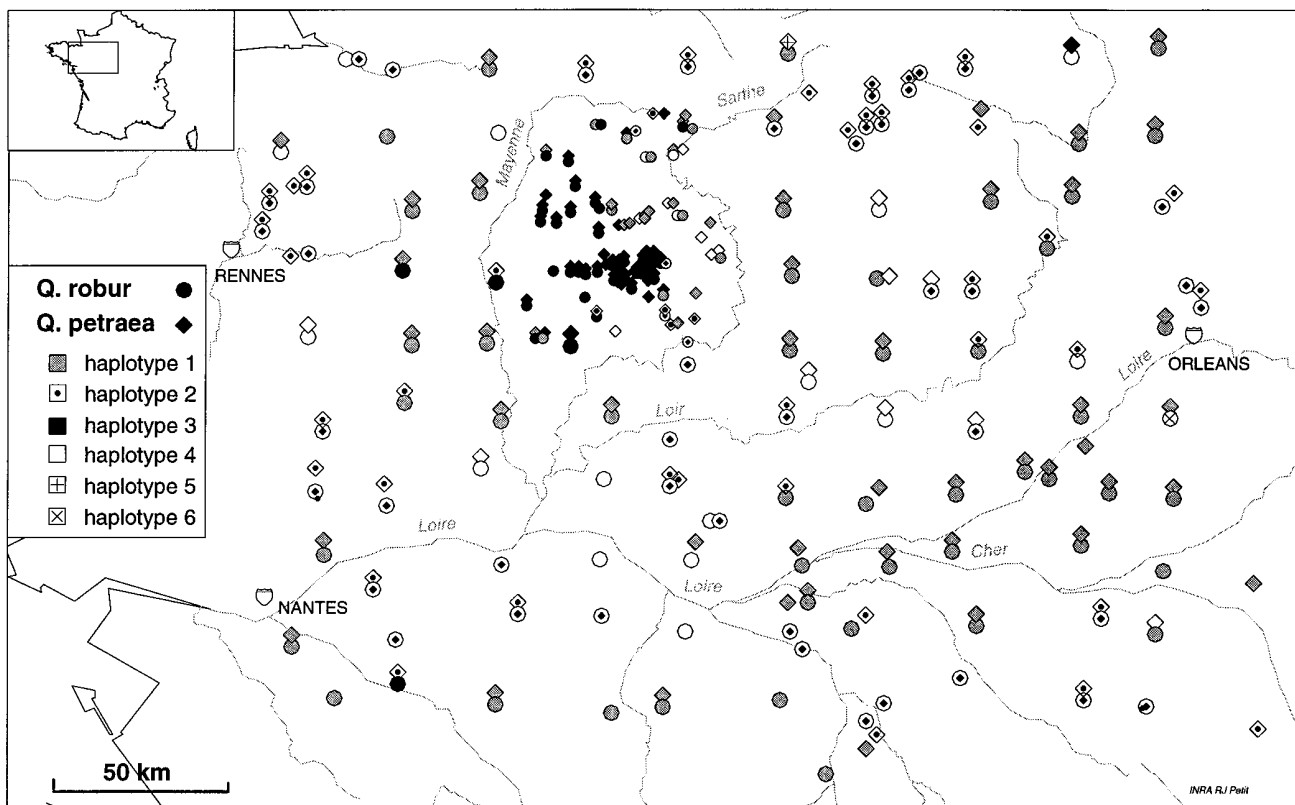 Sarthe
Mayenne
RENNES
Q. robur
Q. petraea
haplotype 1
haplotype 2
haplotype 3
haplotype 4
haplotype 5
haplotype 6
ORLEANS
Loire
Loir
Loire
Cher
Loire
NANTES
50 km
INRA RJ Petit